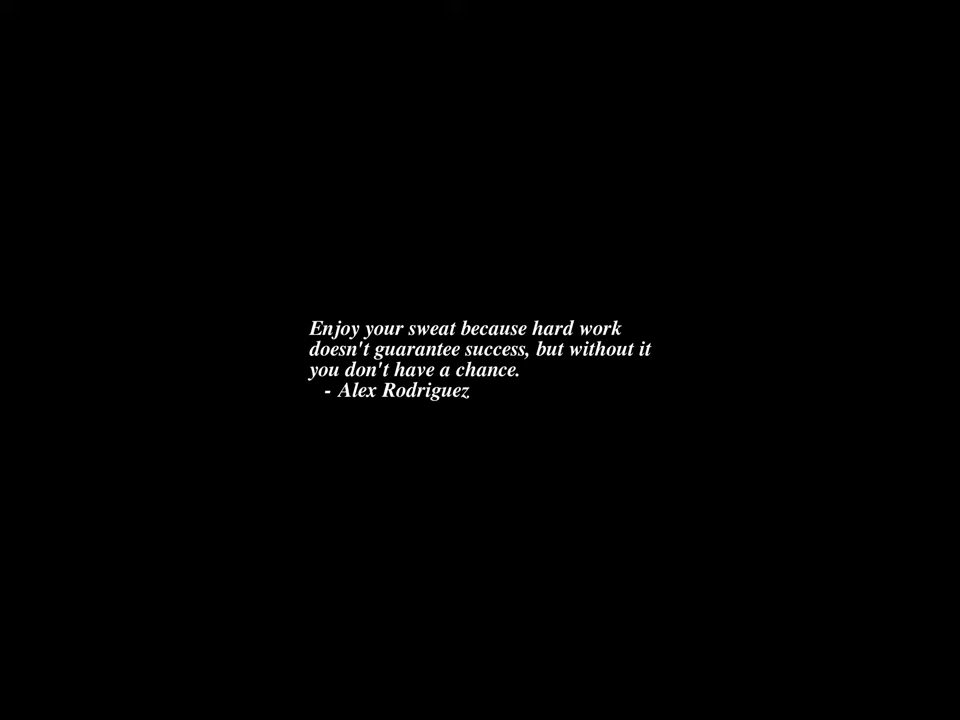 Enjoy your sweat because hard work
doesn't guarantee success, but without it
you don't have a chance.
- Alex Rodriguez